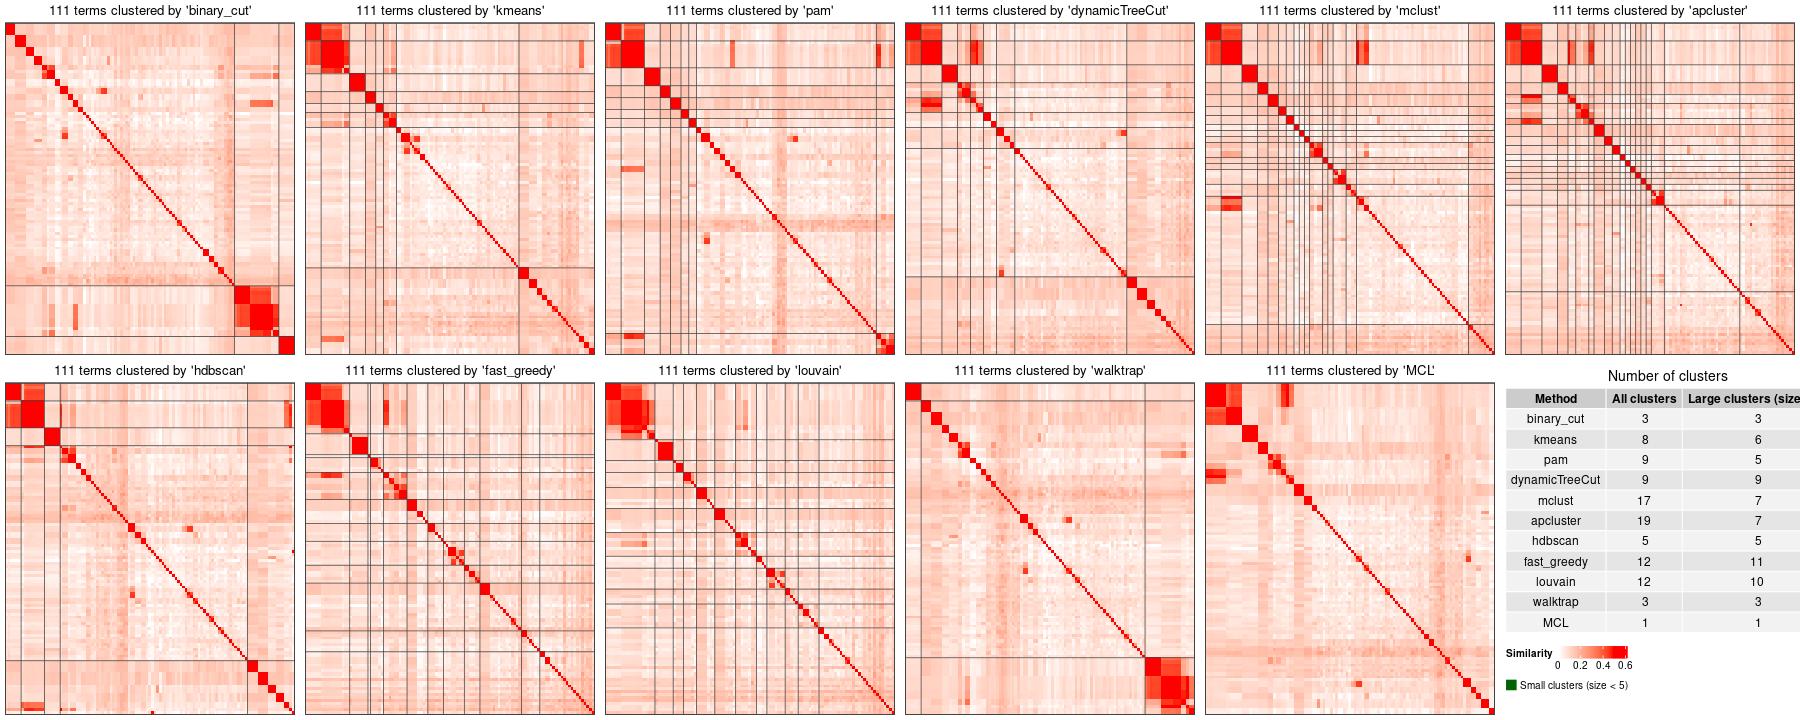 111 terms clustered by 'binary_cut'
111 terms clustered by 'kmeans'
111 terms clustered by 'pam'
111 terms clustered by 'dynamicTreeCut'
111 terms clustered by 'mclust'
111 terms clustered by 'apcluster'
111 terms clustered by 'hdbscan'
111 terms clustered by 'fast_greedy'
111 terms clustered by 'louvain'
111 terms clustered by 'walktrap'
111 terms clustered by 'MCL'
Number of clusters
Method All clusters Large clusters (size
binary_cut 3 3
kmeans 8 6
pam 9 5
dynamicTreeCut 9 9
mclust 17 7
apcluster 19 7
hdbscan 5 5
fast_greedy 12 11
louvain 12 10
walktrap 3 3
MCL 1 1
Similarity
0 0.2 0.4 0.6
Small clusters (size < 5)